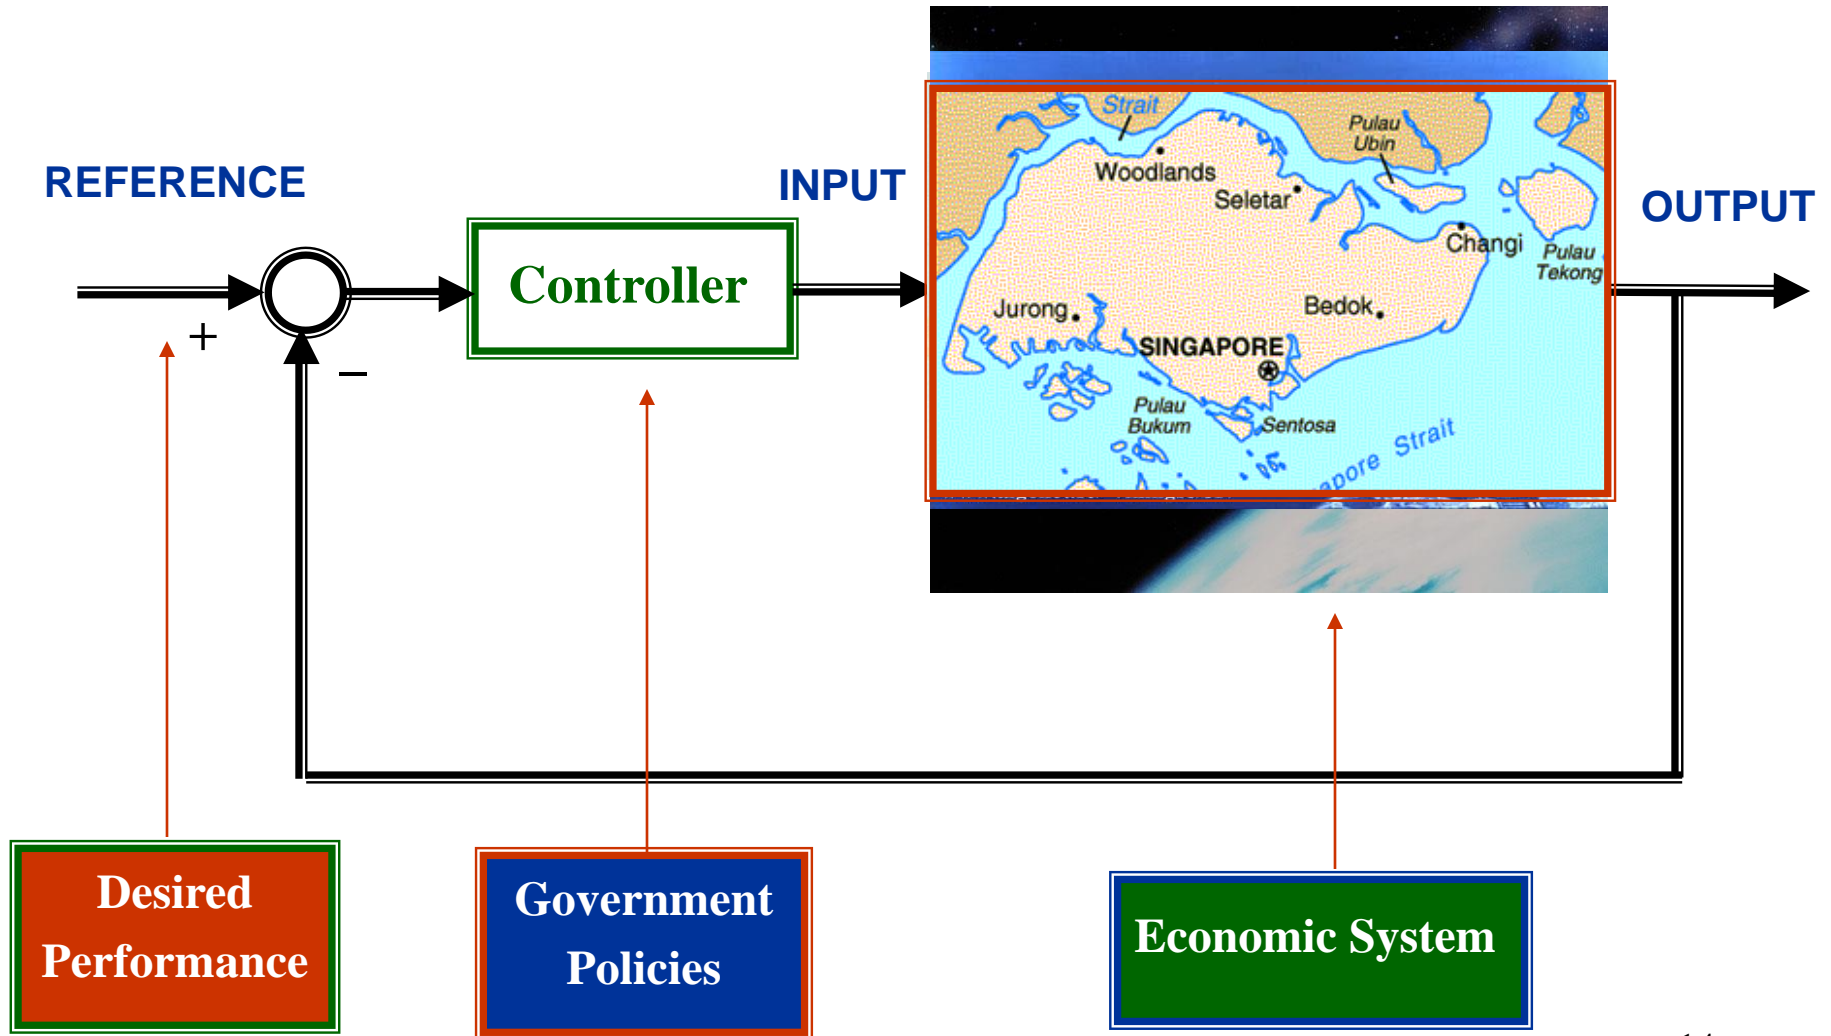 REFERENCE
INPUT
OUTPUT
Strait
Pulau
Ubin
Woodlands
Seletar
Changi
Pulau
Tekong
Controller
Jurong
Bedok
SINGAPORE
Pulau
Bukum
Sentosa
apore Strait
+
−
Desired
Performance
Government
Policies
Economic System